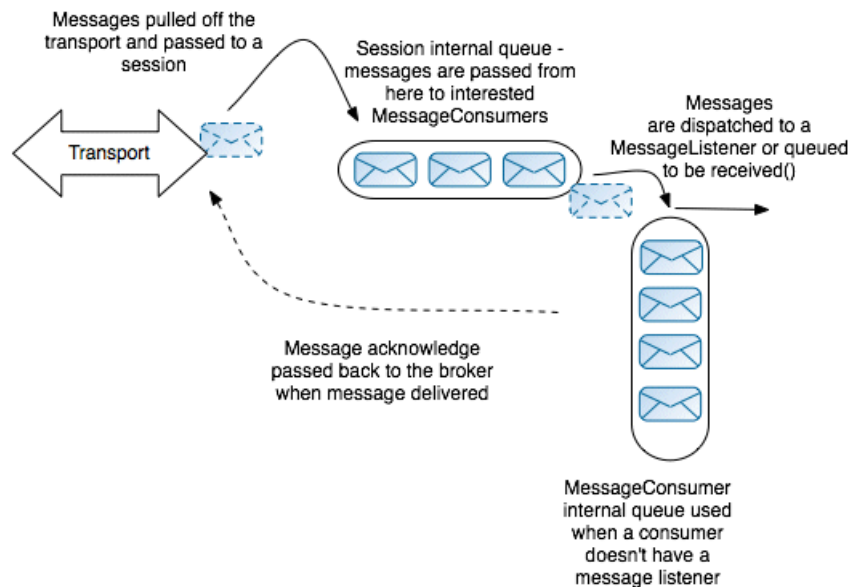 Messages pulled off the
transport and passed to a
session
Session internal queue -
messages are passed from
here to interested
MessageConsumers
Messages
are dispatched to a
MessageListener or queued
to be received()
Transport
Message acknowledge
passed back to the broker
when message delivered
MessageConsumer
internal queue used
when a consumer
doesn't have a
message listener